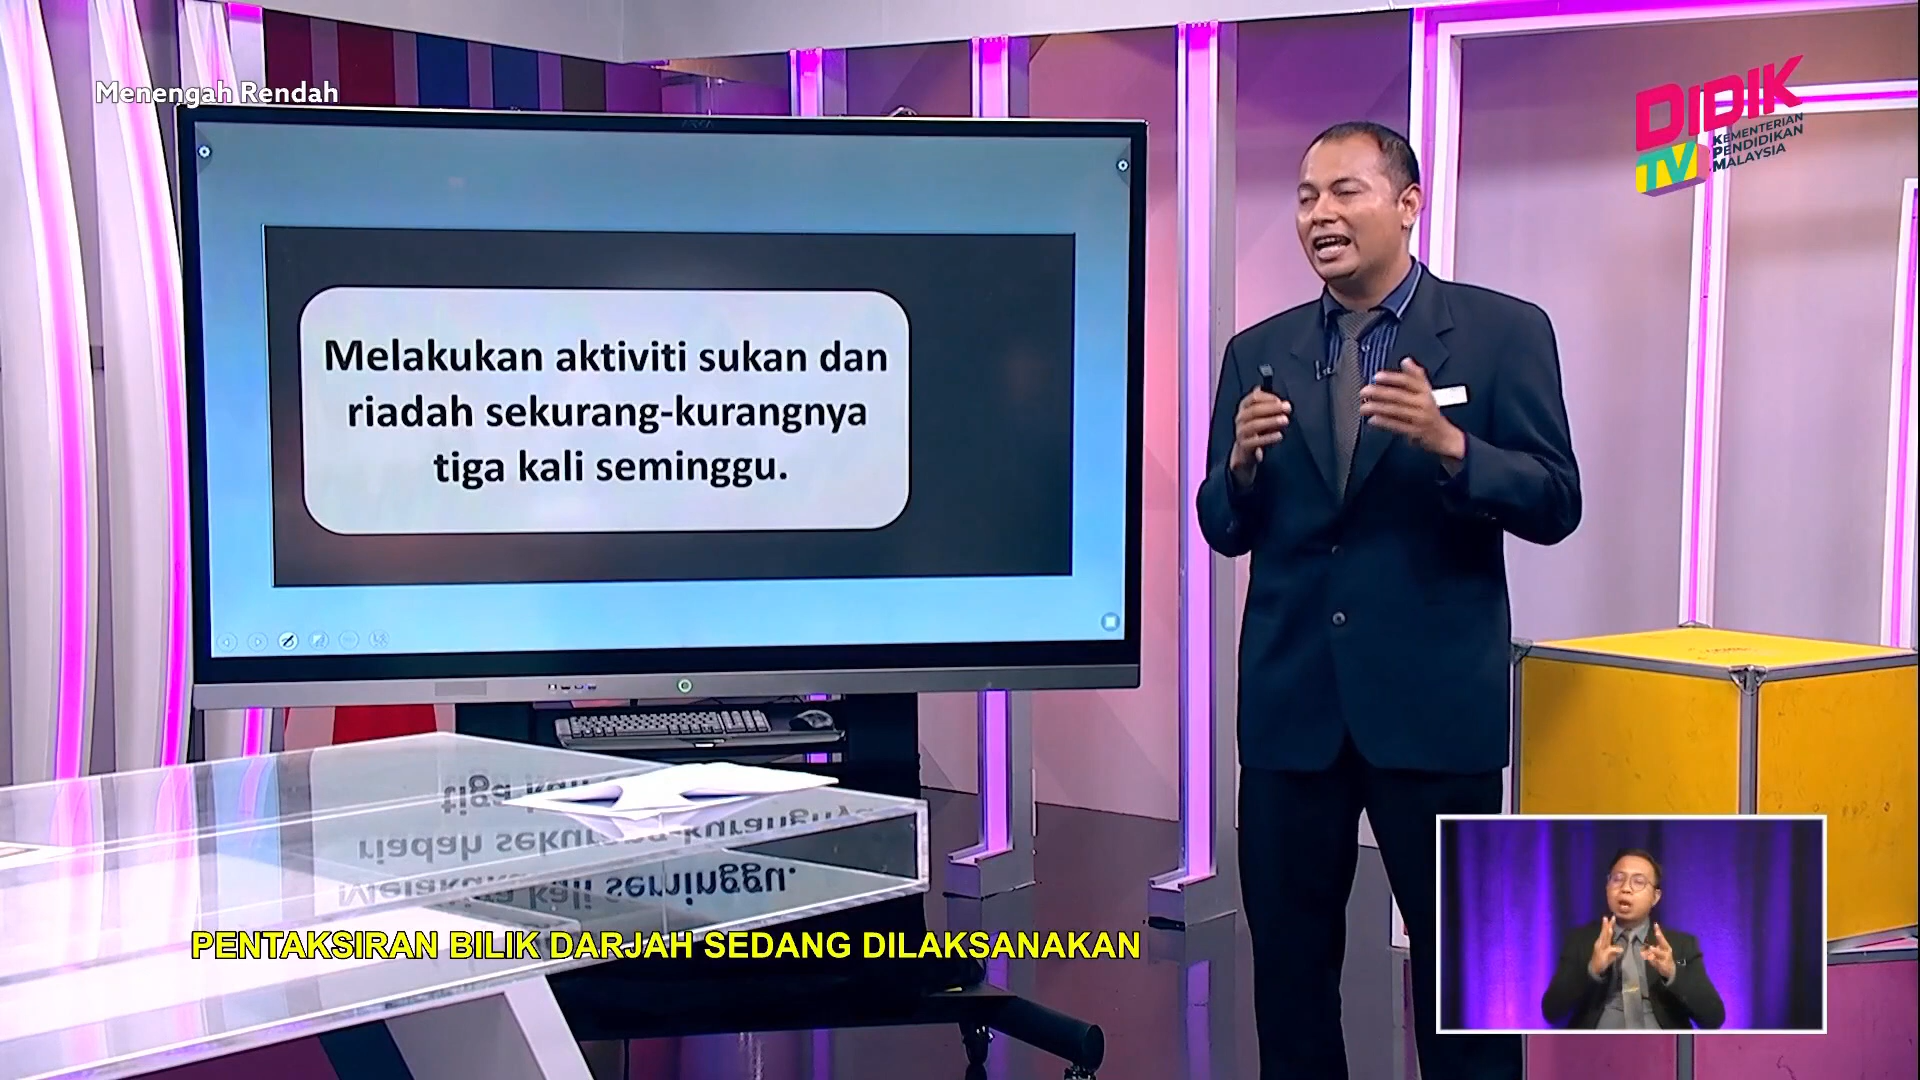 Menengah Rendah
DIDIK
TV
KEMENTERIAN
PENDIDIKAN
MALAYSIA
Melakukan aktiviti sukan dan
riadah sekurang-kurangnya
tiga kali seminggu.
PENTAKSIRAN BILIK DARJAH SEDANG DILAKSANAKAN